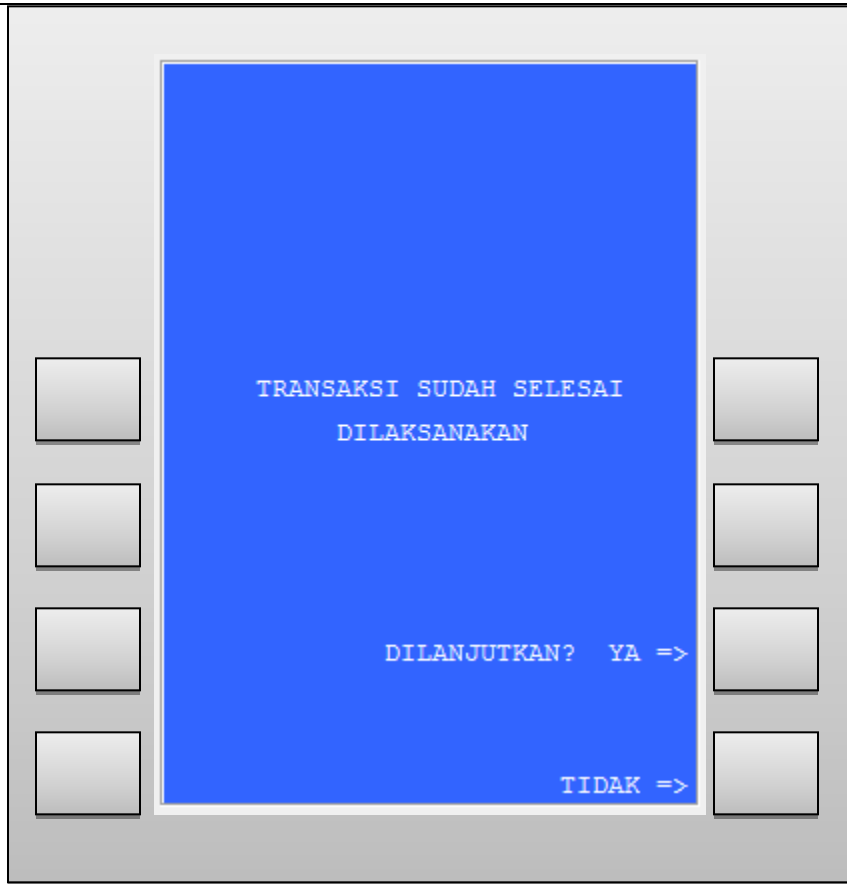 TRANSAKSI SUDAH SELESAI
DILAKSANAKAN
DILANJUTKAN? YA =>
TIDAK =>